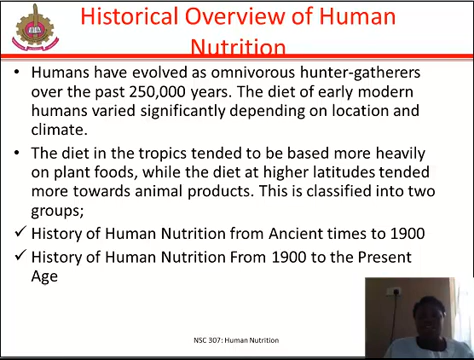 Historical Overview of Human
Nutrition
• Humans have evolved as omnivorous hunter-gatherers
over the past 250,000 years. The diet of early modern
humans varied significantly depending on location and
climate.
• The diet in the tropics tended to be based more heavily
on plant foods, while the diet at higher latitudes tended
more towards animal products. This is classified into two
groups;
✓ History of Human Nutrition from Ancient times to 1900
✓ History of Human Nutrition From 1900 to the Present
Age
NSC 307: Human Nutrition